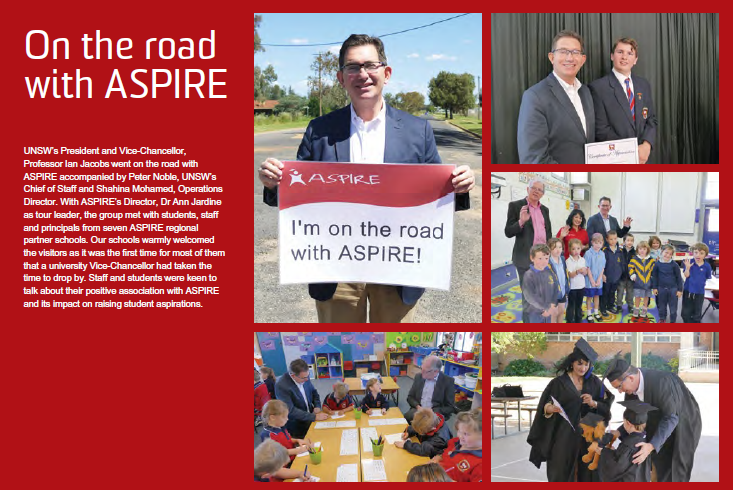 On the road
with ASPIRE
UNSW's President and Vice-Chancellor,
Professor Ian Jacobs went on the road with
ASPIRE accompanied by Peter Noble, UNSW's
Chief of Staff and Shahina Mohamed, Operations
Director. With ASPIRE's Director, Dr Ann Jardine
as tour leader, the group met with students, staff
and principals from seven ASPIRE regional
partner schools. Our schools warmly welcomed
the visitors as it was the first time for most of them
that a university Vice-Chancellor had taken the
time to drop by. Staff and students were keen to
talk about their positive association with ASPIRE
and its impact on raising student aspirations.
ASPIRE
I'm on the road
with ASPIRE!
Certificate of Appreciation